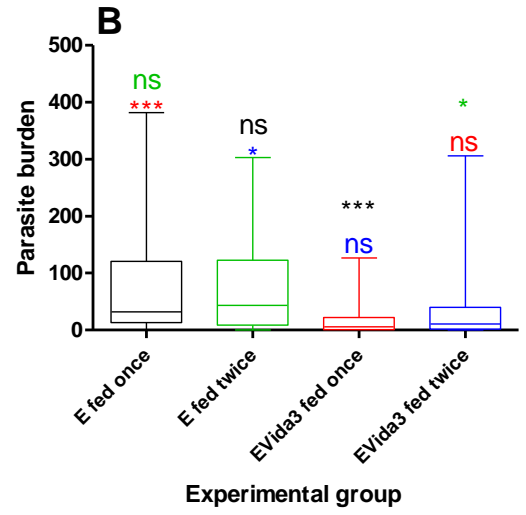 B
Parasite burden
500
400
300
200
100
0
ns
***
ns
*
***
ns
*
ns
E fed once
E fed twice
EVida3 fed once
EVida3 fed twice
Experimental group